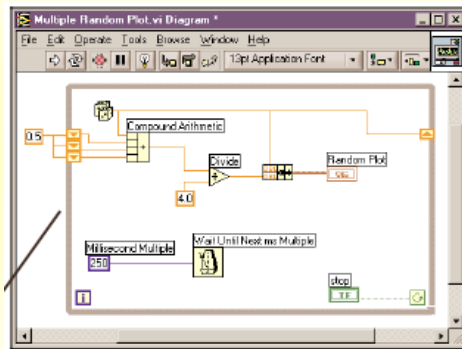 Multiple Random Plot.vi Diagram *
File Edit Operate Tools Browse Window Help
13pt Application Font
Compound Arithmetic
0.5
Divide
Random Plot
4.0
Wait Until Next ms Multiple
Millisecond Multiple
250
stop
TF
i